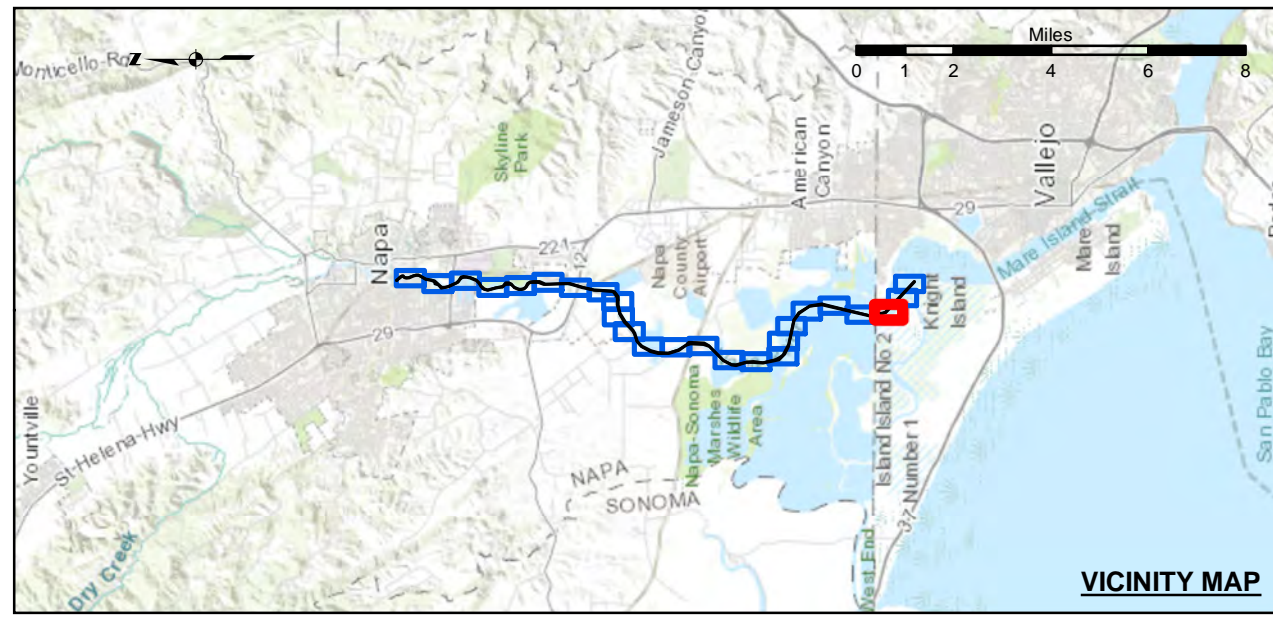 Monticello-Rd
Z
Miles
0 1 2 4 6 8
Jameson Canyo
Skyline
Park
American
Canyon
Vallejo
29
Mare Island-Strait
Mare
Island
Napa
221
12
Napa
County
Airport
29
Knight
Island
Yountville
St-Helena-Hwy
Napa-Sonoma
Marshes
Wildlife
Area
Island Island No 2
Number 1
37
San Pablo Bay
NAPA
SONOMA
West End
Dry Creek
VICINITY MAP